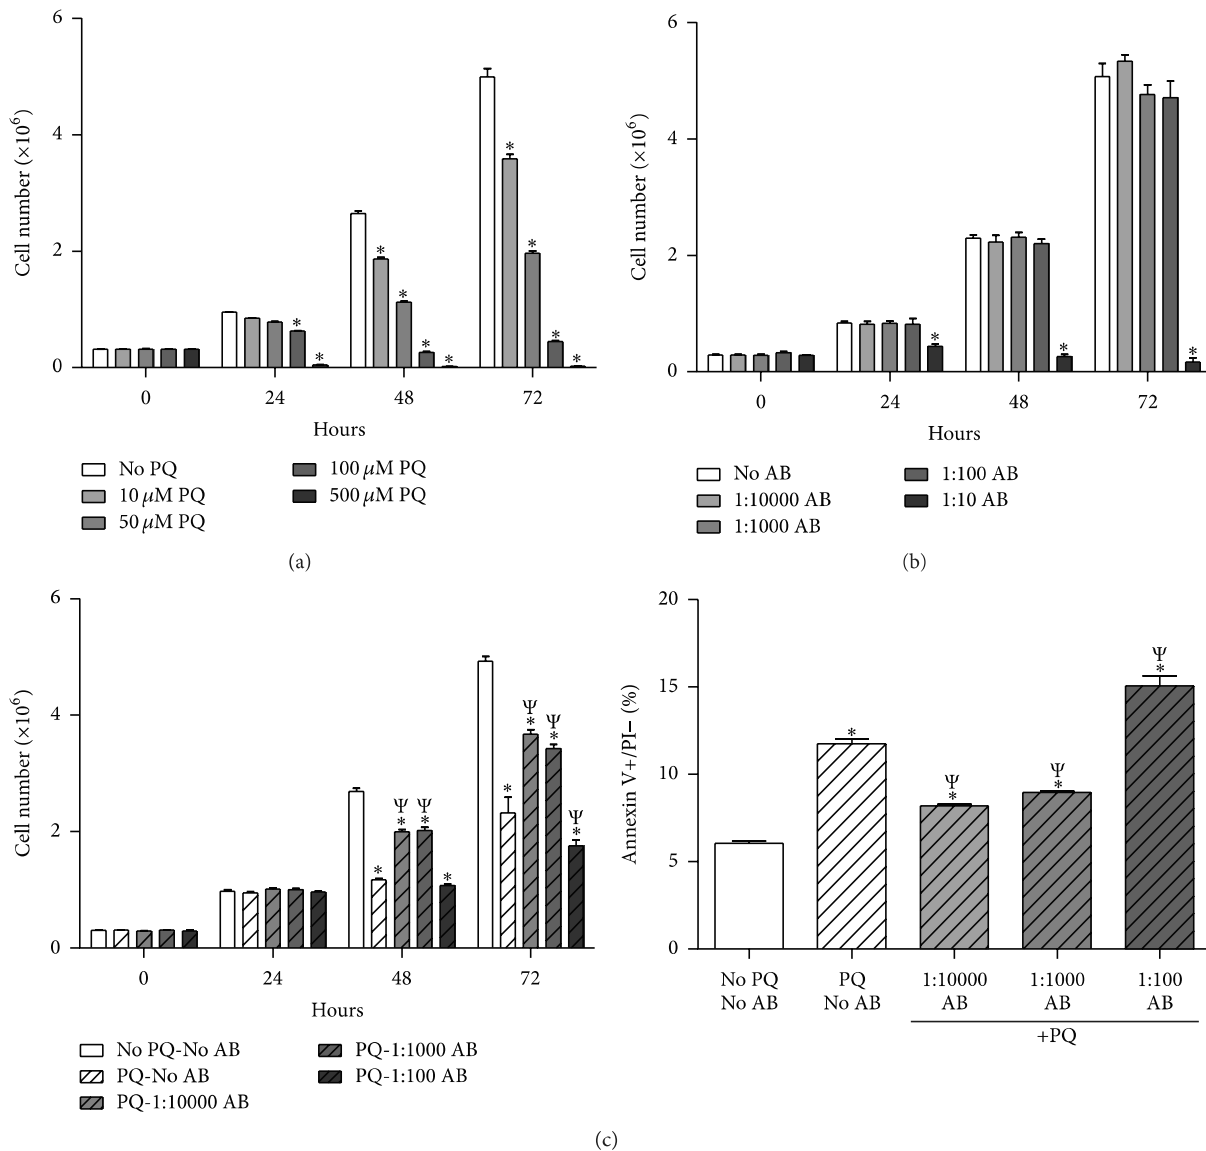 6
4
2
0
Cell number (×10⁶)
* * * * * * * * * *
0 24 48 72
Hours
No PQ
10 μM PQ
50 μM PQ
100 μM PQ
500 μM PQ
(a)
6
4
2
0
Cell number (×10⁶)
* * *
0 24 48 72
Hours
No AB
1:10000 AB
1:1000 AB
1:100 AB
1:10 AB
(b)
6
4
2
0
Cell number (×10⁶)
Ψ Ψ Ψ Ψ Ψ
* * * * * * * *
0 24 48 72
Hours
No PQ-No AB
PQ-No AB
PQ-1:10000 AB
PQ-1:1000 AB
PQ-1:100 AB
20
15
10
5
0
Annexin V+/PI− (%)
Ψ Ψ Ψ
* * * *
No PQ PQ 1:10000 1:1000 1:100
No AB No AB AB AB AB
+PQ
(c)